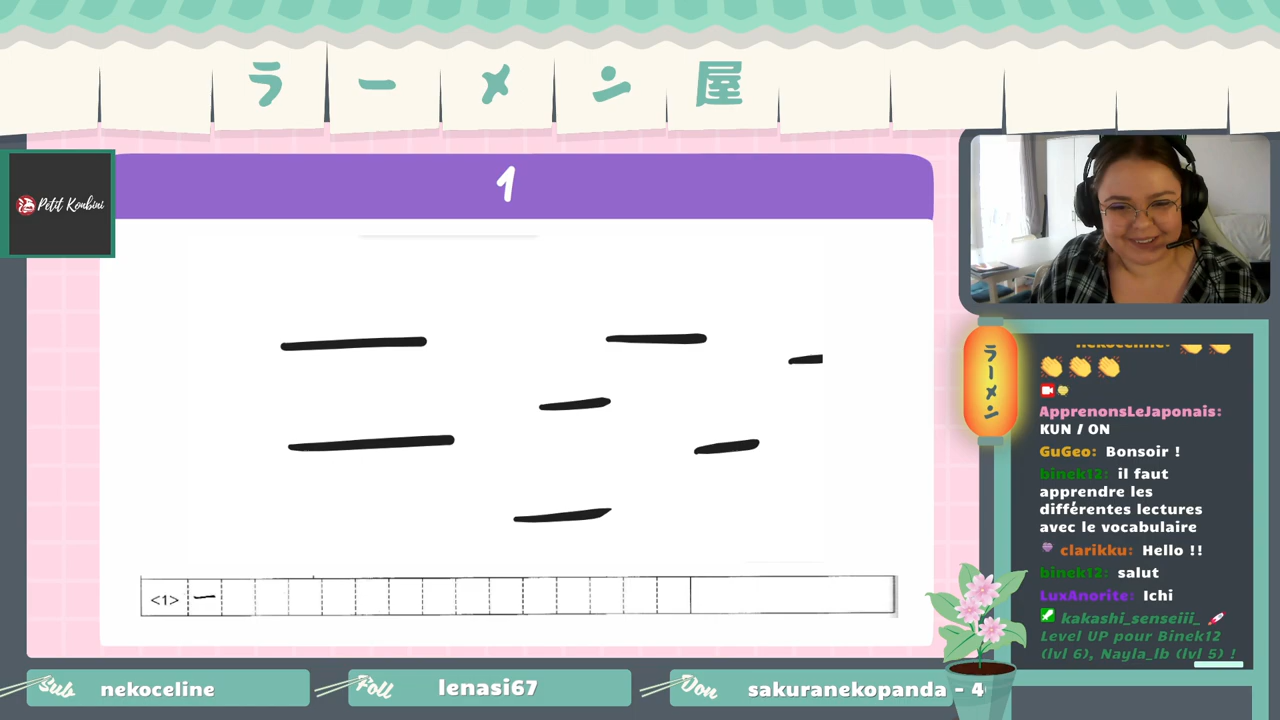 ラーメン屋
Petit Konbini
1
<1> 一
ラーメン
nekoceline: 👏👏
👏👏👏
ApprenonsLeJaponais:
KUN / ON
GuGeo: Bonsoir !
binek12: il faut
apprendre les
différentes lectures
avec le vocabulaire
clarikku: Hello !!
binek12: salut
LuxAnorite: Ichi
kakashi_senseiii_
Level UP pour Binek12
(lvl 6), Nayla_lb (lvl 5) !
Sub nekoceline
Foll lenasi67
Don sakuranekopanda - 4